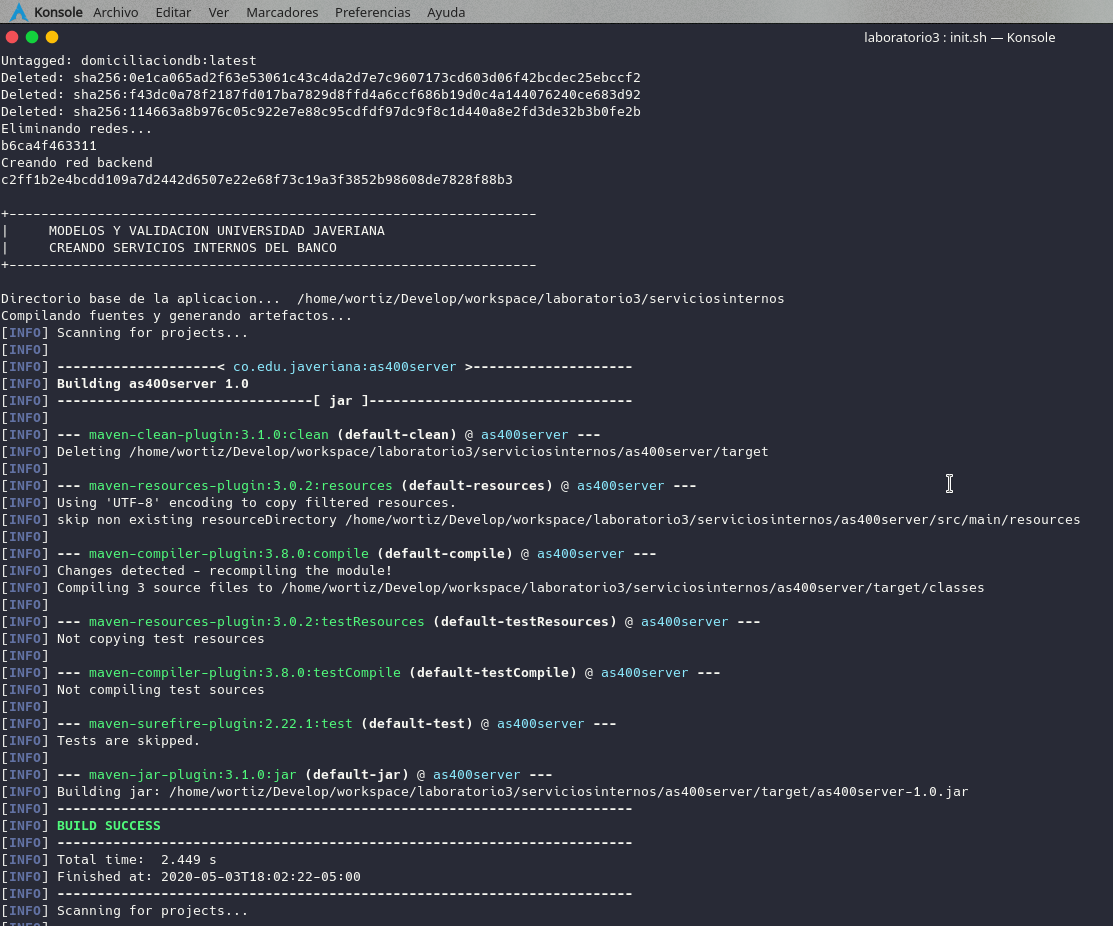 Konsole Archivo Editar Ver Marcadores Preferencias Ayuda
laboratorio3 : init.sh — Konsole
Untagged: domiciliaciondb:latest
Deleted: sha256:0e1ca065ad2f63e53061c43c4da2d7e7c9607173cd603d06f42bcdec25ebccf2
Deleted: sha256:f43dc0a78f2187fd017ba7829d8ffd4a6ccf686b19d0c4a144076240ce683d92
Deleted: sha256:114663a8b976c05c922e7e88c95cdfdf97dc9f8c1d440a8e2fd3de32b3b0fe2b
Eliminando redes...
b6ca4f463311
Creando red backend
c2ff1b2e4bcdd109a7d2442d6507e22e68f73c19a3f3852b98608de7828f88b3
+------------------------------------------------------------------
|     MODELOS Y VALIDACION UNIVERSIDAD JAVERIANA
|     CREANDO SERVICIOS INTERNOS DEL BANCO
+------------------------------------------------------------------
Directorio base de la aplicacion...  /home/wortiz/Develop/workspace/laboratorio3/serviciosinternos
Compilando fuentes y generando artefactos...
[INFO] Scanning for projects...
[INFO]
[INFO] --------------------< co.edu.javeriana:as400server >--------------------
[INFO] Building as400server 1.0
[INFO] --------------------------------[ jar ]---------------------------------
[INFO]
[INFO] --- maven-clean-plugin:3.1.0:clean (default-clean) @ as400server ---
[INFO] Deleting /home/wortiz/Develop/workspace/laboratorio3/serviciosinternos/as400server/target
[INFO]
[INFO] --- maven-resources-plugin:3.0.2:resources (default-resources) @ as400server ---
[INFO] Using 'UTF-8' encoding to copy filtered resources.
[INFO] skip non existing resourceDirectory /home/wortiz/Develop/workspace/laboratorio3/serviciosinternos/as400server/src/main/resources
[INFO]
[INFO] --- maven-compiler-plugin:3.8.0:compile (default-compile) @ as400server ---
[INFO] Changes detected - recompiling the module!
[INFO] Compiling 3 source files to /home/wortiz/Develop/workspace/laboratorio3/serviciosinternos/as400server/target/classes
[INFO]
[INFO] --- maven-resources-plugin:3.0.2:testResources (default-testResources) @ as400server ---
[INFO] Not copying test resources
[INFO]
[INFO] --- maven-compiler-plugin:3.8.0:testCompile (default-testCompile) @ as400server ---
[INFO] Not compiling test sources
[INFO]
[INFO] --- maven-surefire-plugin:2.22.1:test (default-test) @ as400server ---
[INFO] Tests are skipped.
[INFO]
[INFO] --- maven-jar-plugin:3.1.0:jar (default-jar) @ as400server ---
[INFO] Building jar: /home/wortiz/Develop/workspace/laboratorio3/serviciosinternos/as400server/target/as400server-1.0.jar
[INFO] ------------------------------------------------------------------------
[INFO] BUILD SUCCESS
[INFO] ------------------------------------------------------------------------
[INFO] Total time:  2.449 s
[INFO] Finished at: 2020-05-03T18:02:22-05:00
[INFO] ------------------------------------------------------------------------
[INFO] Scanning for projects...